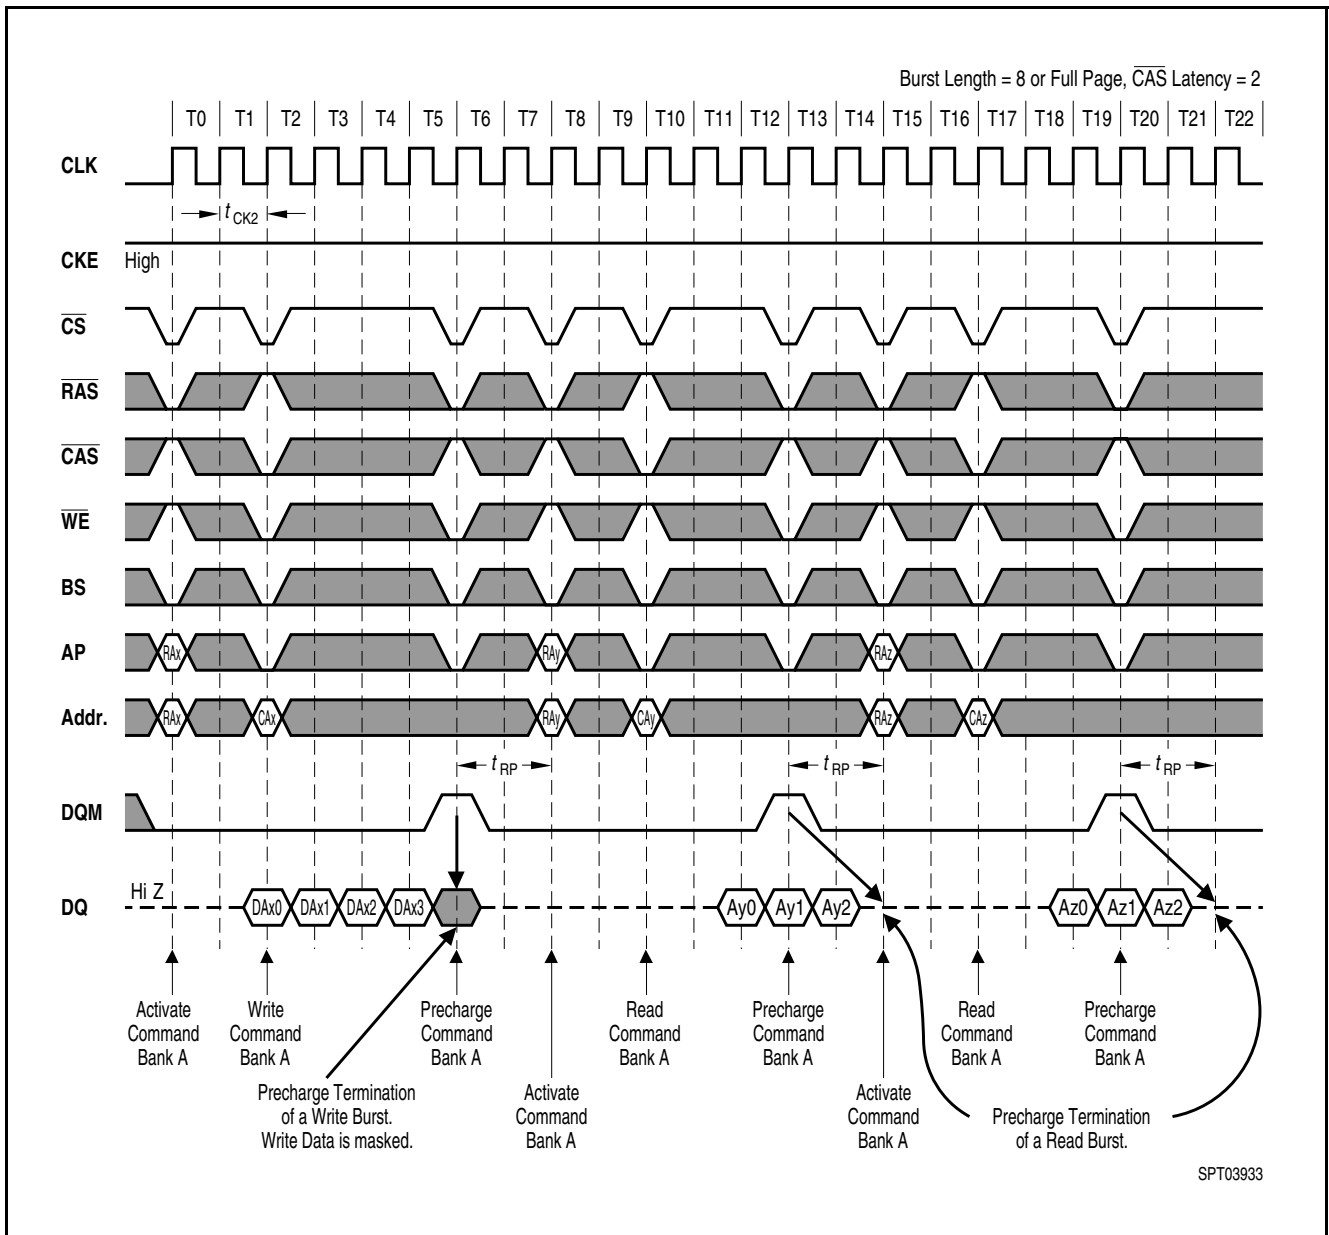 Burst Length = 8 or Full Page, CAS Latency = 2
T0 T1 T2 T3 T4 T5 T6 T7 T8 T9 T10 T11 T12 T13 T14 T15 T16 T17 T18 T19 T20 T21 T22
CLK
t CK2
CKE High
CS
RAS
CAS
WE
BS
AP RAx RAy RAz
Addr. RAx CAx RAy CAy RAz CAz
t RP t RP t RP
DQM
Hi Z
DQ DAx0 DAx1 DAx2 DAx3 Ay0 Ay1 Ay2 Az0 Az1 Az2
Activate
Command
Bank A
Write
Command
Bank A
Precharge
Command
Bank A
Read
Command
Bank A
Precharge
Command
Bank A
Read
Command
Bank A
Precharge
Command
Bank A
Precharge Termination
of a Write Burst.
Write Data is masked.
Activate
Command
Bank A
Activate
Command
Bank A
Precharge Termination
of a Read Burst.
SPT03933